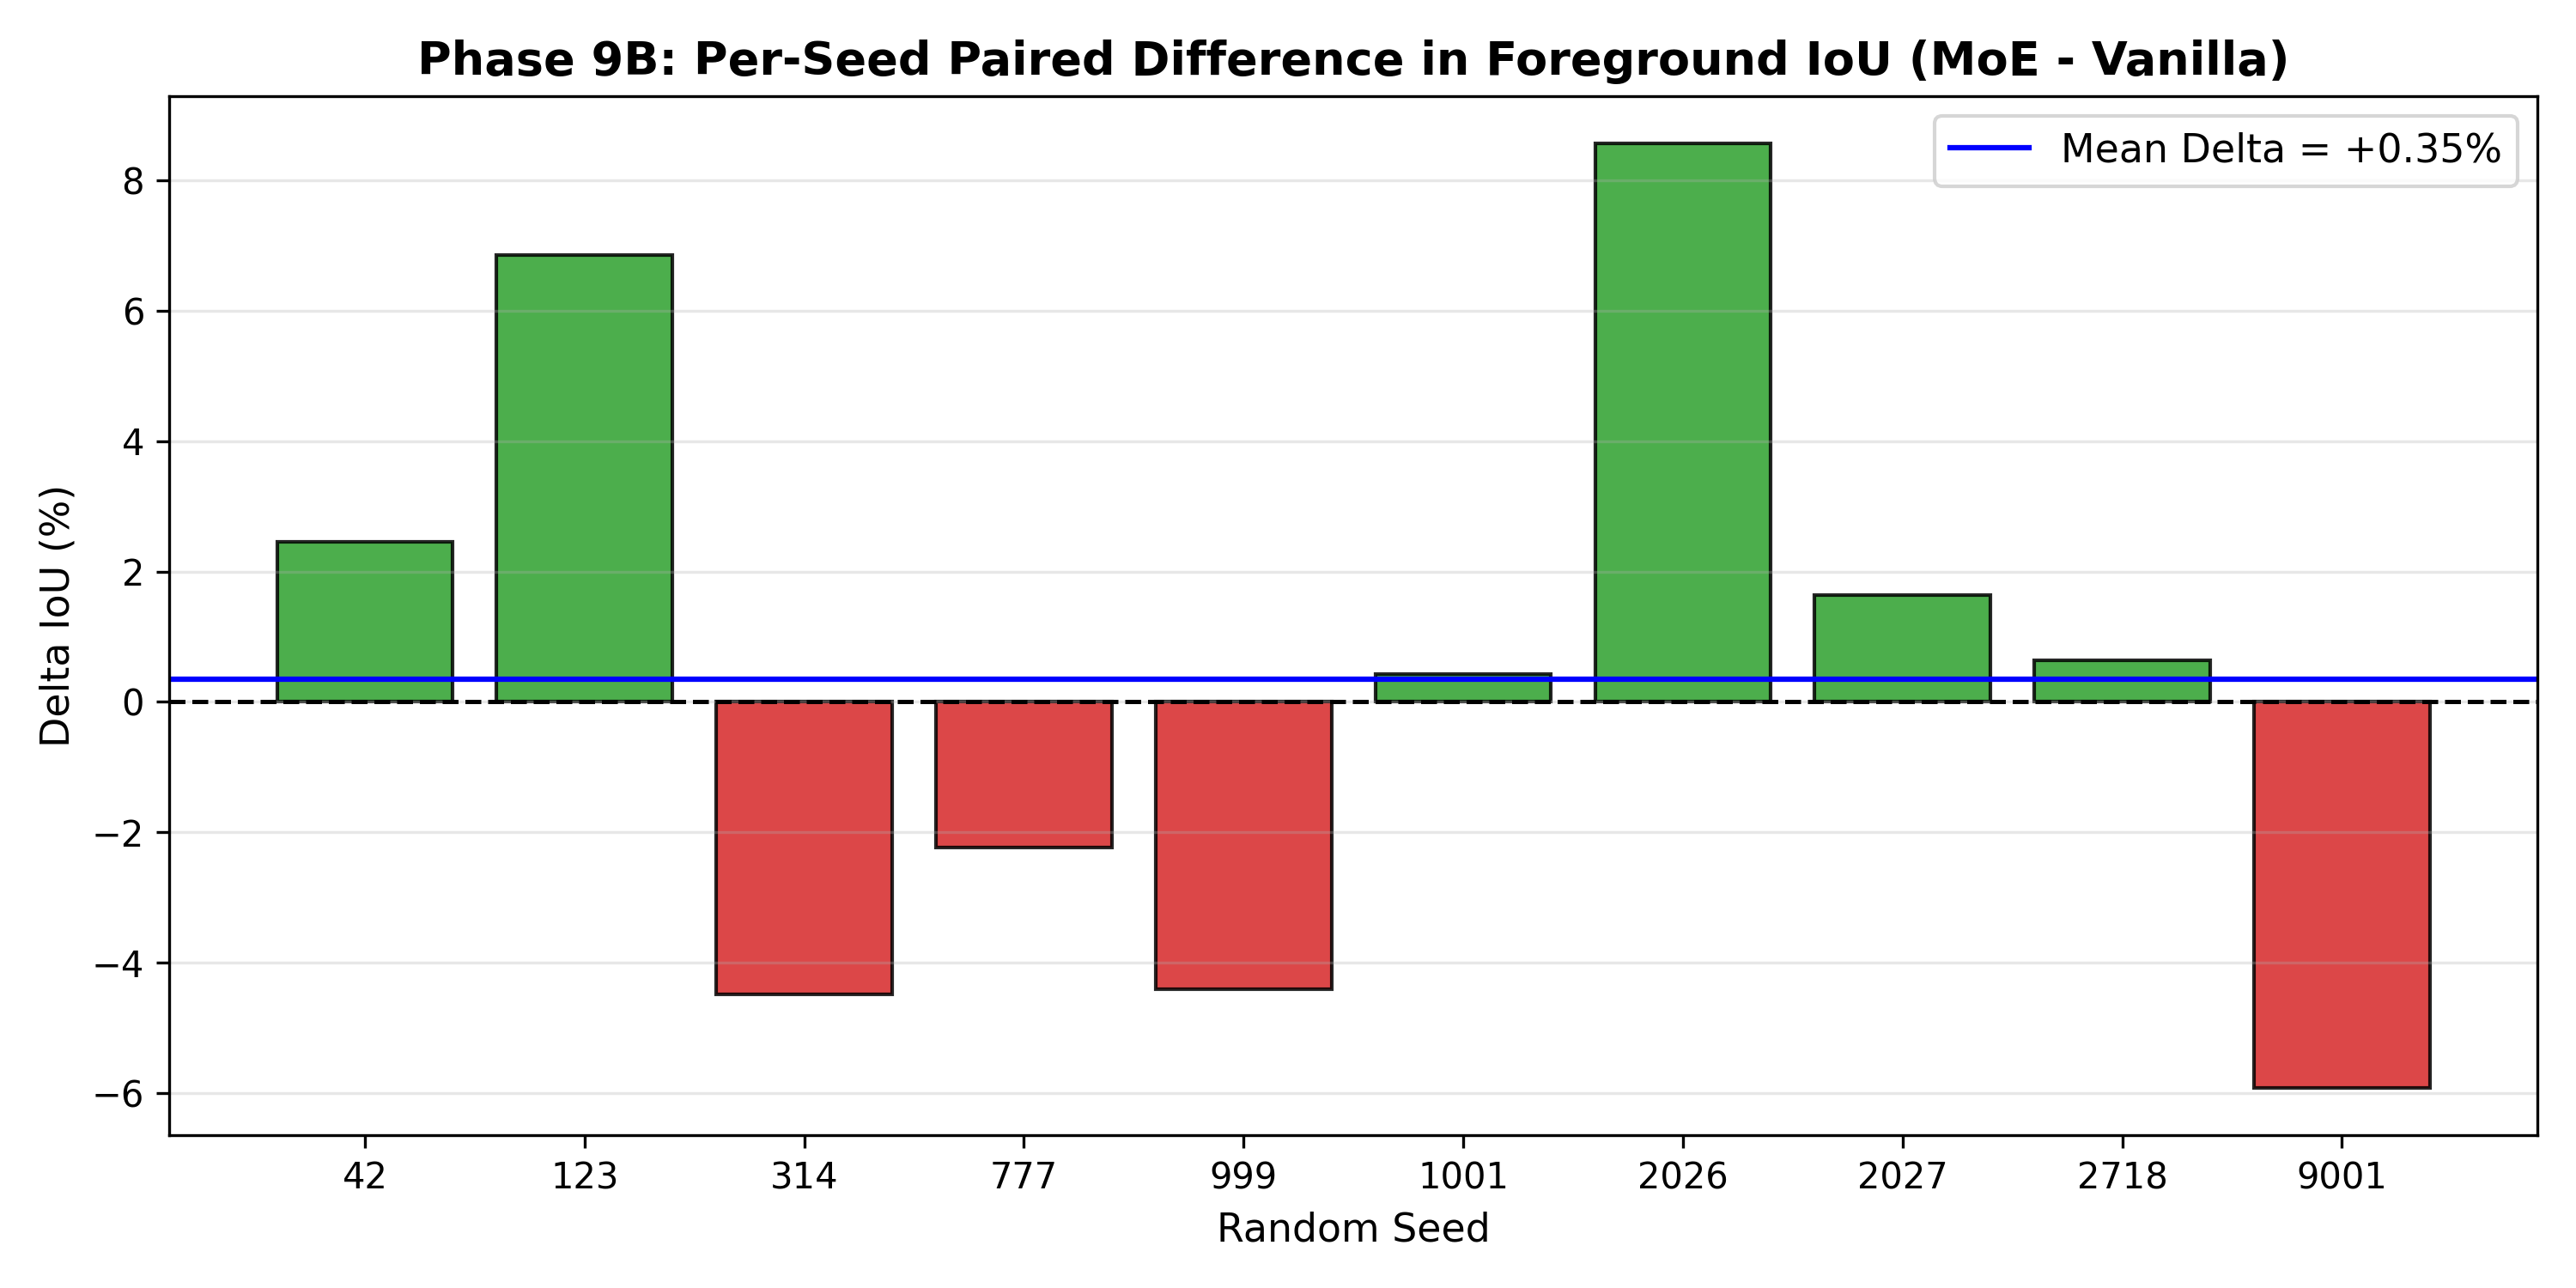 Phase 9B: Per-Seed Paired Difference in Foreground IoU (MoE - Vanilla)
Mean Delta = +0.35%
Delta IoU (%)
8
6
4
2
0
−2
−4
−6
42 123 314 777 999 1001 2026 2027 2718 9001
Random Seed